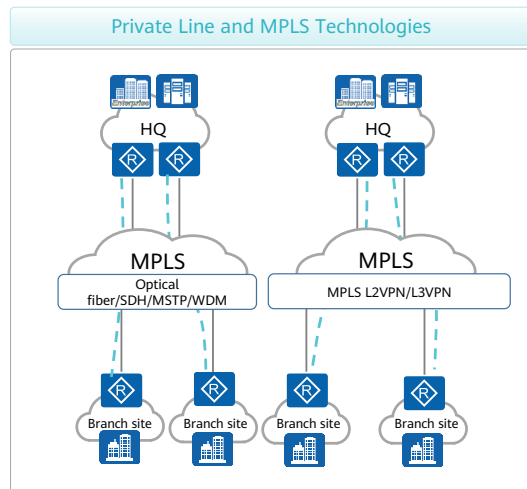 Private Line and MPLS Technologies
Enterprise
HQ
R
R
MPLS
Optical
fiber/SDH/MSTP/WDM
R
R
Branch site
Branch site
Enterprise
HQ
R
R
MPLS
MPLS L2VPN/L3VPN
R
R
Branch site
Branch site